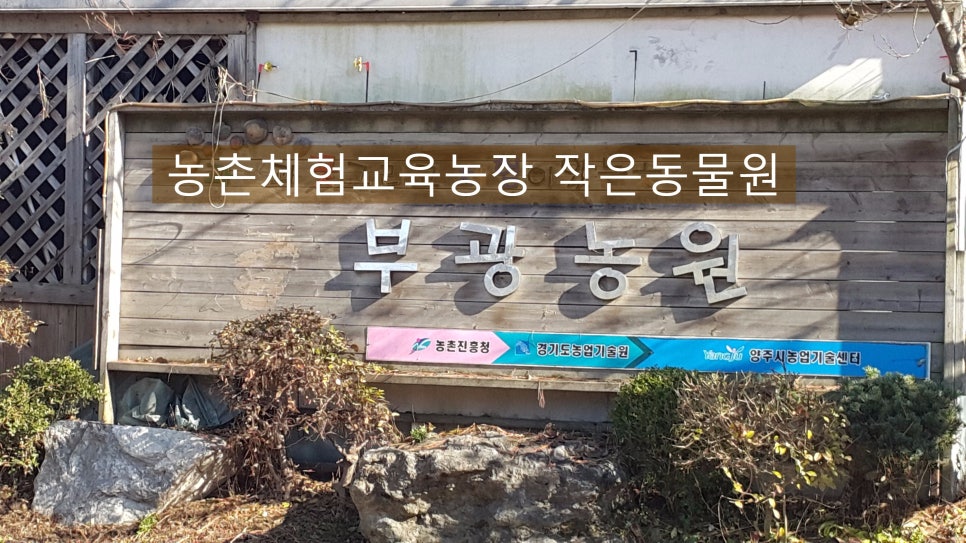 농촌체험교육농장 작은동물원
부광농원
농촌진흥청 경기도농업기술원 Yangju 양주시농업기술센터